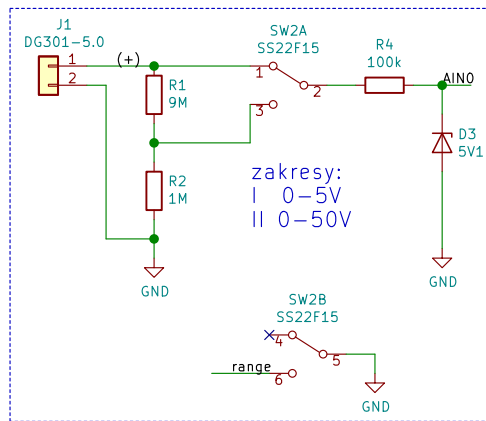 J1
DG301-5.0
1
2
(+)
R1
9M
R2
1M
GND
SW2A
SS22F15
1
2
3
R4
100k
AIN0
D3
5V1
GND
zakresy:
I 0-5V
II 0-50V
SW2B
SS22F15
4
5
range
6
GND